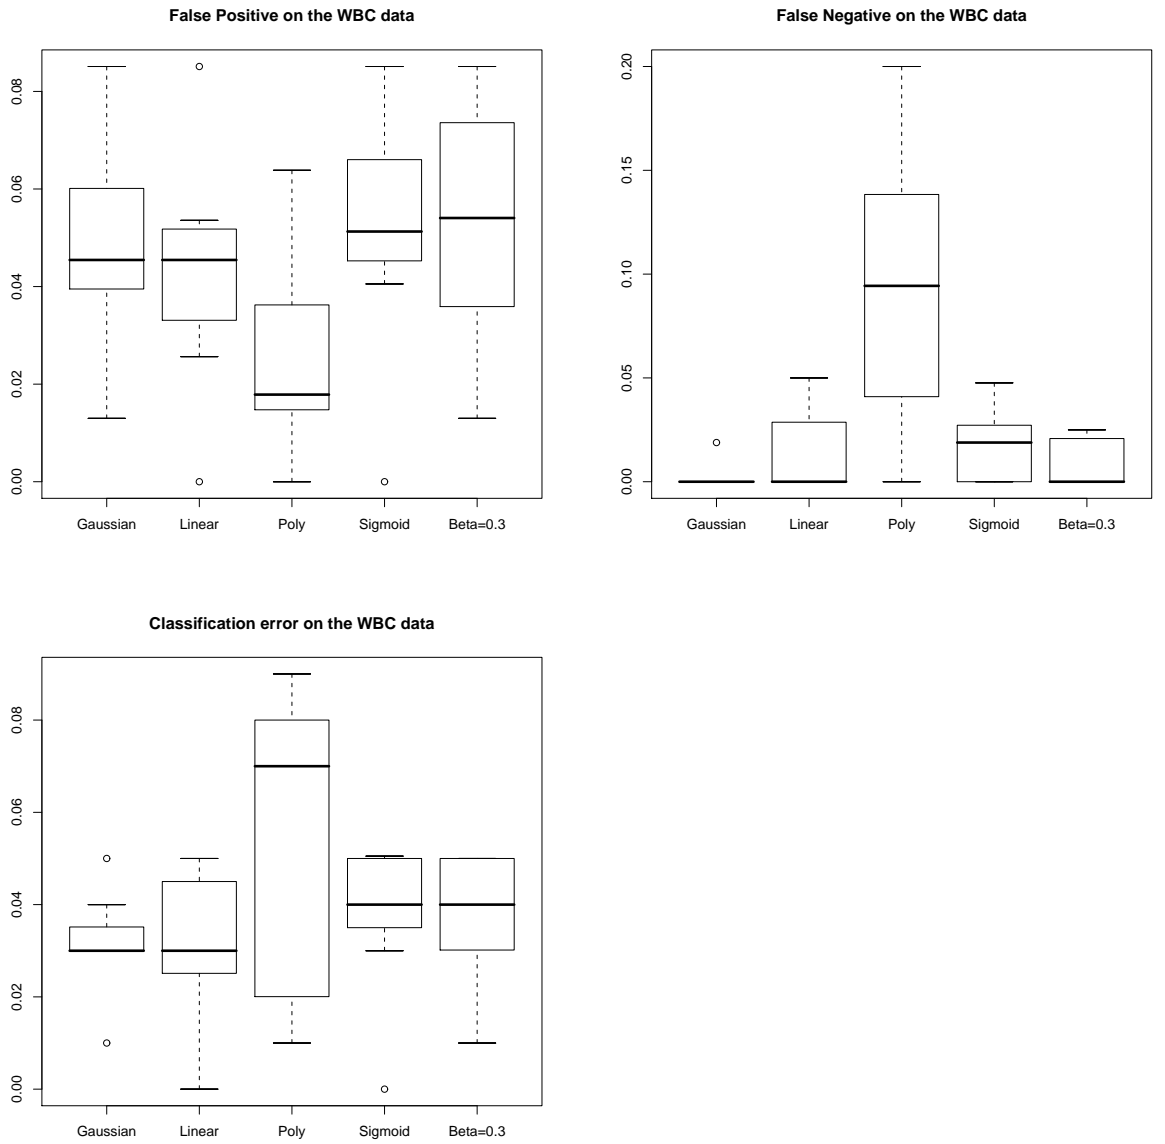 False Positive on the WBC data
0.08
0.06
0.04
0.02
0.00
Gaussian Linear Poly Sigmoid Beta=0.3
False Negative on the WBC data
0.20
0.15
0.10
0.05
0.00
Gaussian Linear Poly Sigmoid Beta=0.3
Classification error on the WBC data
0.08
0.06
0.04
0.02
0.00
Gaussian Linear Poly Sigmoid Beta=0.3